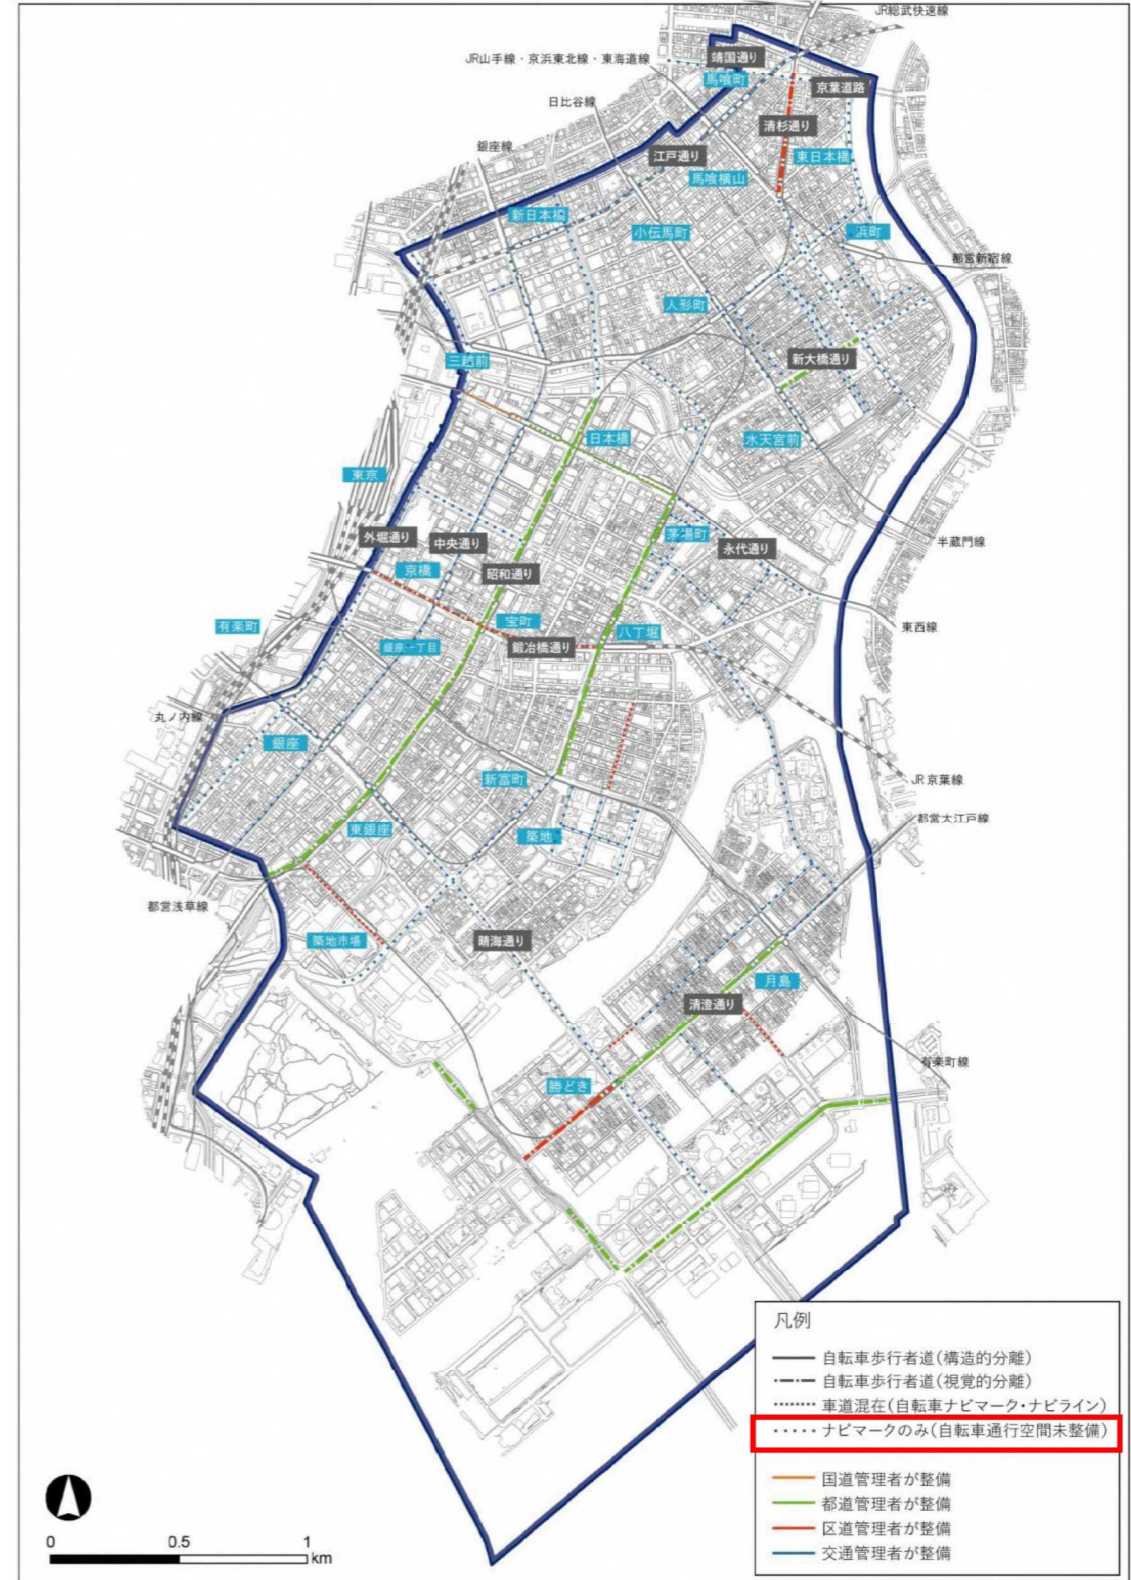 JR総武快速線
靖国通り
JR山手線・京浜東北線・東海道線
馬喰町
京葉道路
日比谷線
清杉通り
銀座線
江戸通り
東日本橋
馬喰横山
新日本橋
小伝馬町
浜町
都営新宿線
人形町
三越前
新大橋通り
日本橋
水天宮前
東京
外堀通り
中央通り
茅場町
永代通り
半蔵門線
京橋
昭和通り
有楽町
宝町
八丁堀
東西線
銀座一丁目
鍛冶橋通り
丸ノ内線
銀座
新富町
JR京葉線
都営大江戸線
東銀座
築地
都営浅草線
築地市場
晴海通り
月島
清澄通り
有楽町線
勝どき
凡例
自転車歩行者道(構造的分離)
自転車歩行者道(視覚的分離)
車道混在(自転車ナビマーク・ナビライン)
ナビマークのみ(自転車通行空間未整備)
国道管理者が整備
都道管理者が整備
区道管理者が整備
交通管理者が整備
0 0.5 1
km